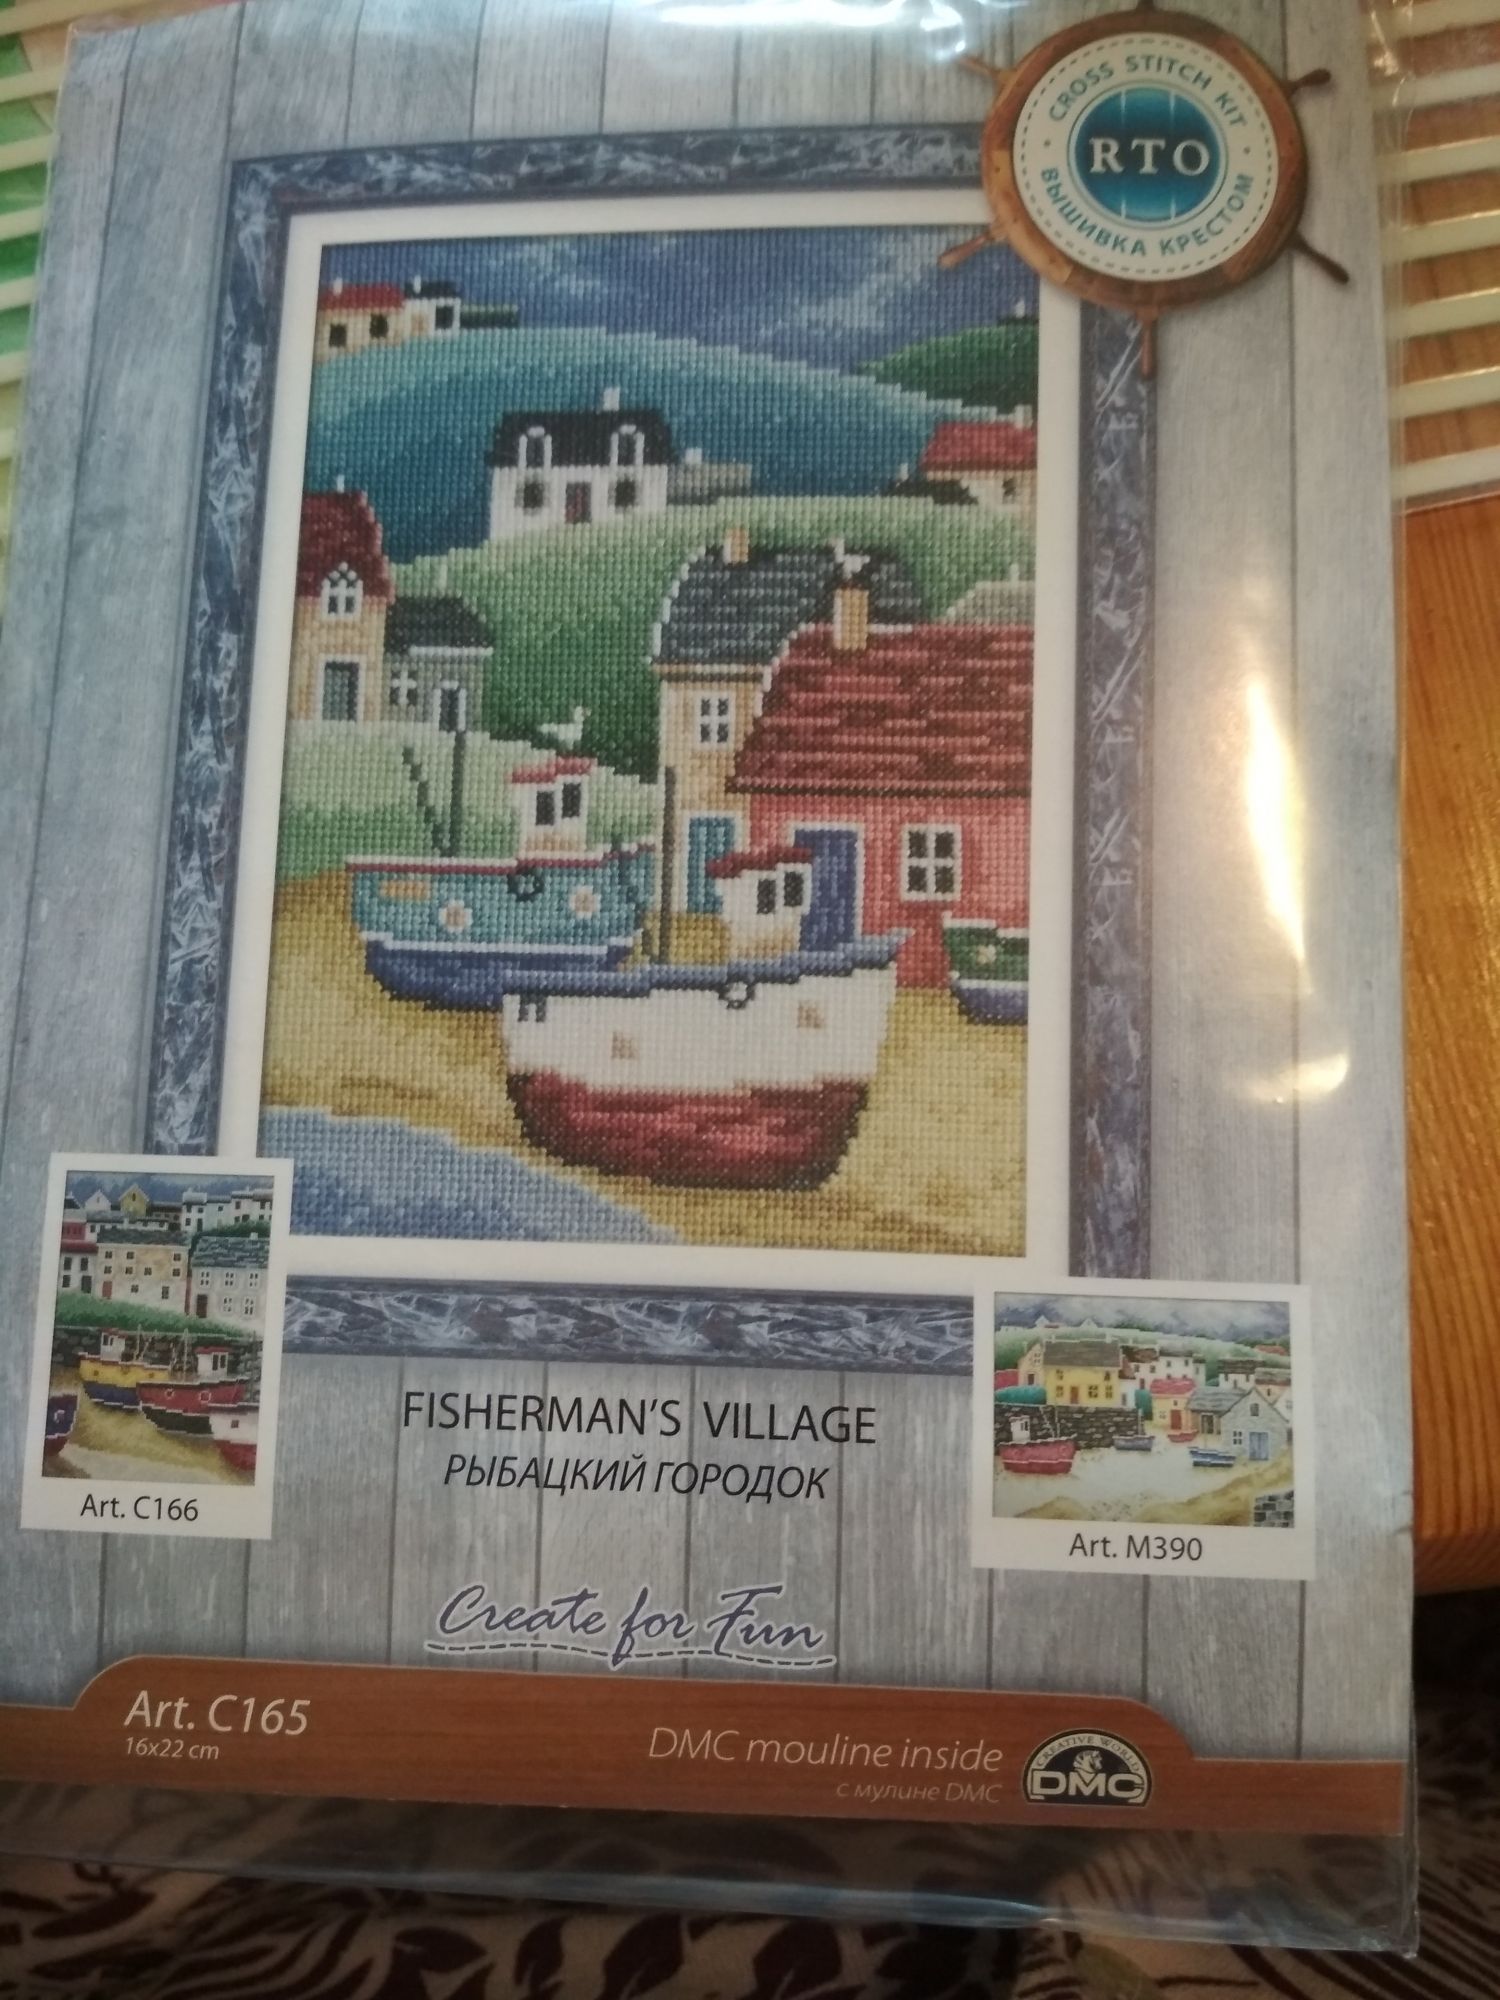 CROSS STITCH KIT
RTO
ВЫШИВКА КРЕСТОМ
FISHERMAN'S VILLAGE
РЫБАЦКИЙ ГОРОДОК
Art. C166
Art. M390
Create for Fun
Art. C165
16x22 cm
DMC mouline inside
с мулине DMC
CREATIVE WORLD
DMC